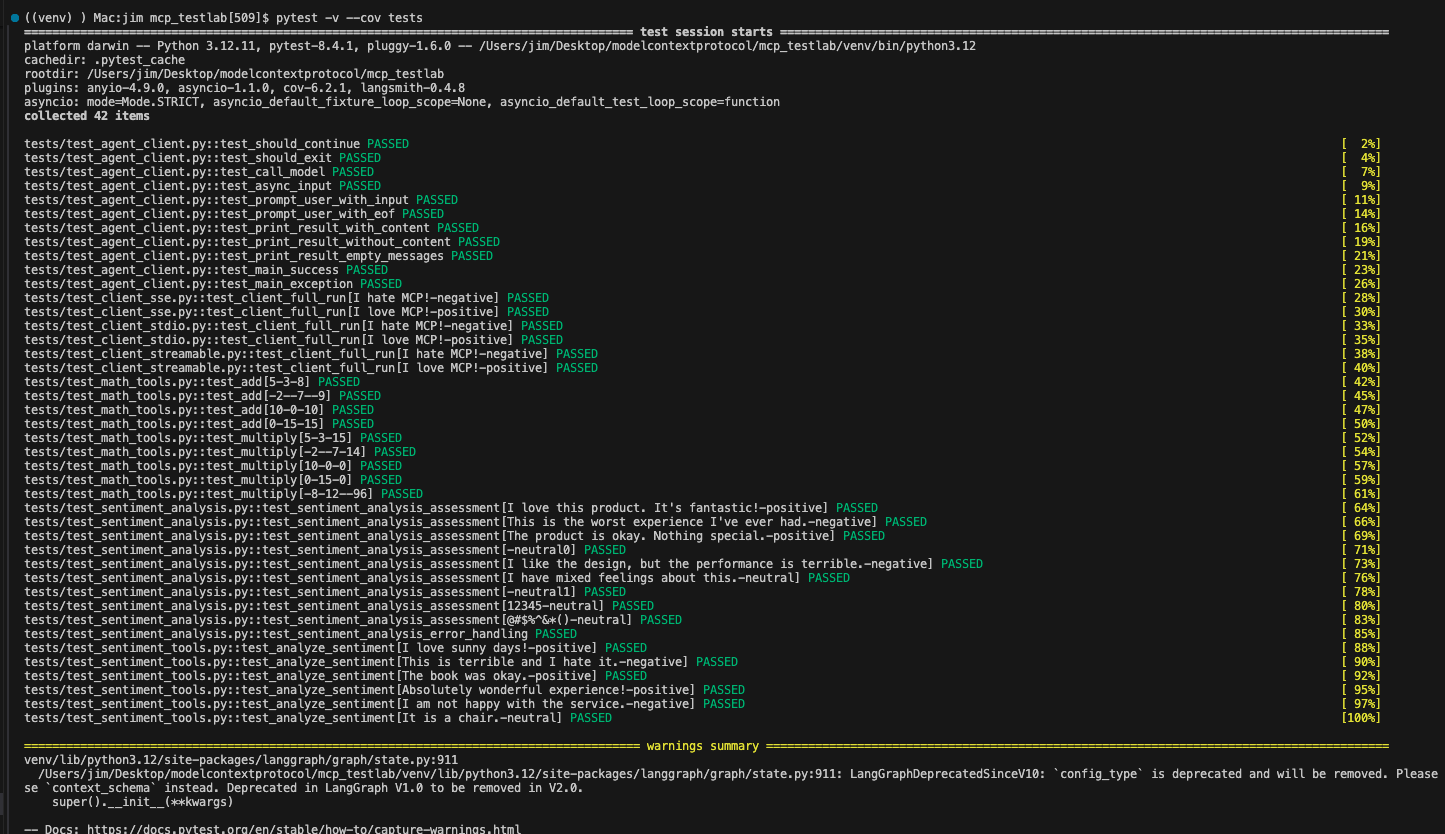 ((venv) ) Mac:jim mcp_testlab[509]$ pytest -v --cov tests
test session starts
platform darwin -- Python 3.12.11, pytest-8.4.1, pluggy-1.6.0 -- /Users/jim/Desktop/modelcontextprotocol/mcp_testlab/venv/bin/python3.12
cachedir: .pytest_cache
rootdir: /Users/jim/Desktop/modelcontextprotocol/mcp_testlab
plugins: anyio-4.9.0, asyncio-1.1.0, cov-6.2.1, langsmith-0.4.8
asyncio: mode=Mode.STRICT, asyncio_default_fixture_loop_scope=None, asyncio_default_test_loop_scope=function
collected 42 items
tests/test_agent_client.py::test_should_continue PASSED [  2%]
tests/test_agent_client.py::test_should_exit PASSED [  4%]
tests/test_agent_client.py::test_call_model PASSED [  7%]
tests/test_agent_client.py::test_async_input PASSED [  9%]
tests/test_agent_client.py::test_prompt_user_with_input PASSED [ 11%]
tests/test_agent_client.py::test_prompt_user_with_eof PASSED [ 14%]
tests/test_agent_client.py::test_print_result_with_content PASSED [ 16%]
tests/test_agent_client.py::test_print_result_without_content PASSED [ 19%]
tests/test_agent_client.py::test_print_result_empty_messages PASSED [ 21%]
tests/test_agent_client.py::test_main_success PASSED [ 23%]
tests/test_agent_client.py::test_main_exception PASSED [ 26%]
tests/test_client_sse.py::test_client_full_run[I hate MCP!-negative] PASSED [ 28%]
tests/test_client_sse.py::test_client_full_run[I love MCP!-positive] PASSED [ 30%]
tests/test_client_stdio.py::test_client_full_run[I hate MCP!-negative] PASSED [ 33%]
tests/test_client_stdio.py::test_client_full_run[I love MCP!-positive] PASSED [ 35%]
tests/test_client_streamable.py::test_client_full_run[I hate MCP!-negative] PASSED [ 38%]
tests/test_client_streamable.py::test_client_full_run[I love MCP!-positive] PASSED [ 40%]
tests/test_math_tools.py::test_add[5-3-8] PASSED [ 42%]
tests/test_math_tools.py::test_add[-2--7--9] PASSED [ 45%]
tests/test_math_tools.py::test_add[10-0-10] PASSED [ 47%]
tests/test_math_tools.py::test_add[0-15-15] PASSED [ 50%]
tests/test_math_tools.py::test_multiply[5-3-15] PASSED [ 52%]
tests/test_math_tools.py::test_multiply[-2--7-14] PASSED [ 54%]
tests/test_math_tools.py::test_multiply[10-0-0] PASSED [ 57%]
tests/test_math_tools.py::test_multiply[0-15-0] PASSED [ 59%]
tests/test_math_tools.py::test_multiply[-8-12--96] PASSED [ 61%]
tests/test_sentiment_analysis.py::test_sentiment_analysis_assessment[I love this product. It's fantastic!-positive] PASSED [ 64%]
tests/test_sentiment_analysis.py::test_sentiment_analysis_assessment[This is the worst experience I've ever had.-negative] PASSED [ 66%]
tests/test_sentiment_analysis.py::test_sentiment_analysis_assessment[The product is okay. Nothing special.-positive] PASSED [ 69%]
tests/test_sentiment_analysis.py::test_sentiment_analysis_assessment[-neutral0] PASSED [ 71%]
tests/test_sentiment_analysis.py::test_sentiment_analysis_assessment[I like the design, but the performance is terrible.-negative] PASSED [ 73%]
tests/test_sentiment_analysis.py::test_sentiment_analysis_assessment[I have mixed feelings about this.-neutral] PASSED [ 76%]
tests/test_sentiment_analysis.py::test_sentiment_analysis_assessment[-neutral1] PASSED [ 78%]
tests/test_sentiment_analysis.py::test_sentiment_analysis_assessment[12345-neutral] PASSED [ 80%]
tests/test_sentiment_analysis.py::test_sentiment_analysis_assessment[@#$%^&*()-neutral] PASSED [ 83%]
tests/test_sentiment_analysis.py::test_sentiment_analysis_error_handling PASSED [ 85%]
tests/test_sentiment_tools.py::test_analyze_sentiment[I love sunny days!-positive] PASSED [ 88%]
tests/test_sentiment_tools.py::test_analyze_sentiment[This is terrible and I hate it.-negative] PASSED [ 90%]
tests/test_sentiment_tools.py::test_analyze_sentiment[The book was okay.-positive] PASSED [ 92%]
tests/test_sentiment_tools.py::test_analyze_sentiment[Absolutely wonderful experience!-positive] PASSED [ 95%]
tests/test_sentiment_tools.py::test_analyze_sentiment[I am not happy with the service.-negative] PASSED [ 97%]
tests/test_sentiment_tools.py::test_analyze_sentiment[It is a chair.-neutral] PASSED [100%]
warnings summary
venv/lib/python3.12/site-packages/langgraph/graph/state.py:911
/Users/jim/Desktop/modelcontextprotocol/mcp_testlab/venv/lib/python3.12/site-packages/langgraph/graph/state.py:911: LangGraphDeprecatedSinceV10: `config_type` is deprecated and will be removed. Please
se `context_schema` instead. Deprecated in LangGraph V1.0 to be removed in V2.0.
super().__init__(**kwargs)
-- Docs: https://docs.pytest.org/en/stable/how-to/capture-warnings.html